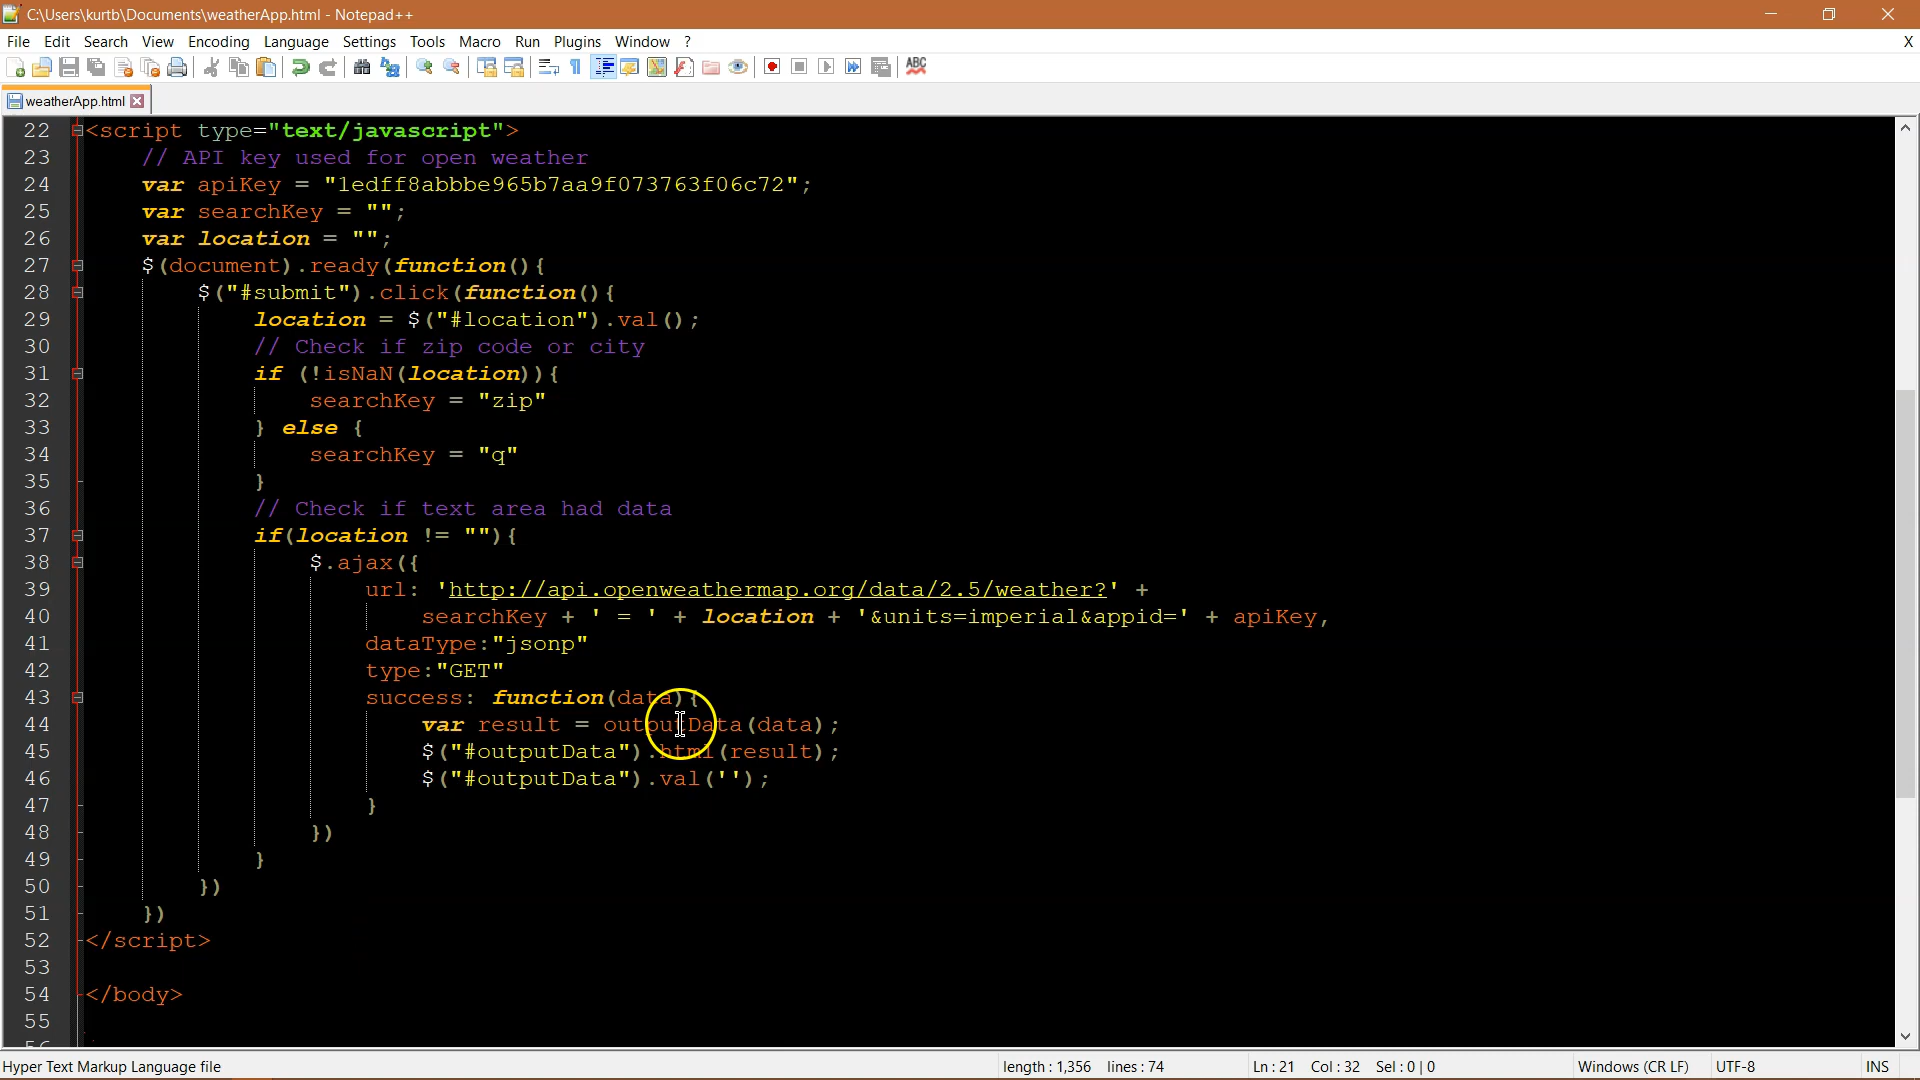 C:\Users\kurtb\Documents\weatherApp.html - Notepad++
File Edit Search View Encoding Language Settings Tools Macro Run Plugins Window ? X
ABC
weatherApp.html
22 <script type="text/javascript">
23 // API key used for open weather
24 var apiKey = "1edff8abbbe965b7aa9f073763f06c72";
25 var searchKey = "";
26 var location = "";
27 $(document).ready(function(){
28 $("#submit").click(function(){
29 location = $("#location").val();
30 // Check if zip code or city
31 if (!isNaN(location)){
32 searchKey = "zip"
33 } else {
34 searchKey = "q"
35 }
36 // Check if text area had data
37 if(location != ""){
38 $.ajax({
39 url: 'http://api.openweathermap.org/data/2.5/weather?' +
40 searchKey + ' = ' + location + '&units=imperial&appid=' + apiKey,
41 dataType:"jsonp"
42 type:"GET"
43 success: function(data){
44 var result = outputData(data);
45 $("#outputData").html(result);
46 $("#outputData").val('');
47 }
48 })
49 }
50 })
51 })
52 </script>
53
54 </body>
55
Hyper Text Markup Language file length : 1,356 lines : 74 Ln : 21 Col : 32 Sel : 0 | 0 Windows (CR LF) UTF-8 INS